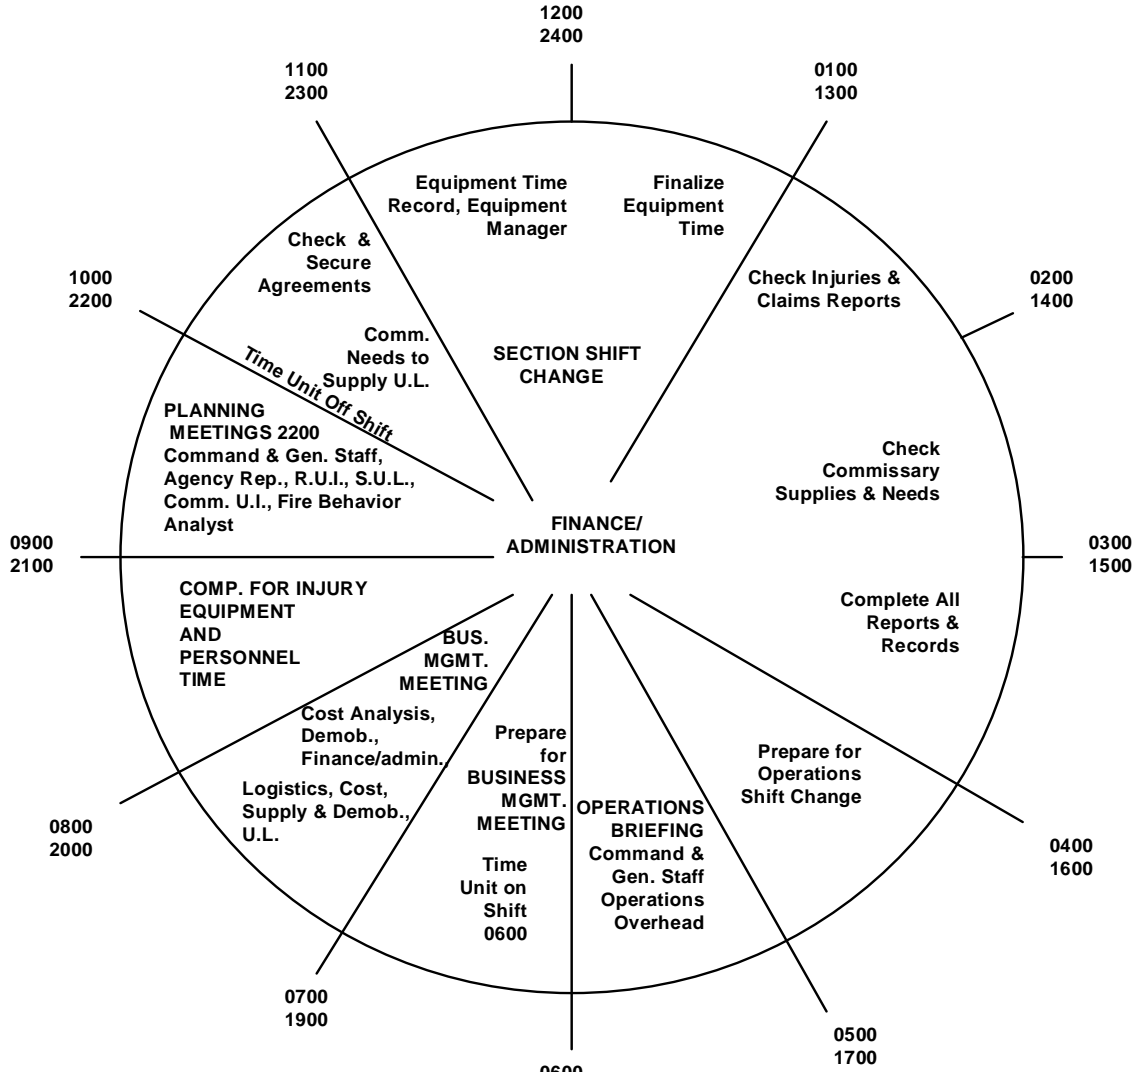 1200
2400
0100
1300
0200
1400
0300
1500
0400
1600
0500
1700
0600
0700
1900
0800
2000
0900
2100
1000
2200
1100
2300
Equipment Time
Record, Equipment
Manager
Finalize
Equipment
Time
SECTION SHIFT
CHANGE
Check Injuries &
Claims Reports
Check
Commissary
Supplies & Needs
Complete All
Reports &
Records
Prepare for
Operations
Shift Change
OPERATIONS
BRIEFING
Command &
Gen. Staff
Operations
Overhead
Prepare
for
BUSINESS
MGMT.
MEETING
Time
Unit on
Shift
0600
BUS.
MGMT.
MEETING
Cost Analysis,
Demob.,
Finance/admin.,
Logistics, Cost,
Supply & Demob.,
U.L.
COMP. FOR INJURY
EQUIPMENT
AND
PERSONNEL
TIME
PLANNING
MEETINGS 2200
Command & Gen. Staff,
Agency Rep., R.U.I., S.U.L.,
Comm. U.I., Fire Behavior
Analyst
Time Unit Off Shift
Check &
Secure
Agreements
Comm.
Needs to
Supply U.L.
FINANCE/
ADMINISTRATION